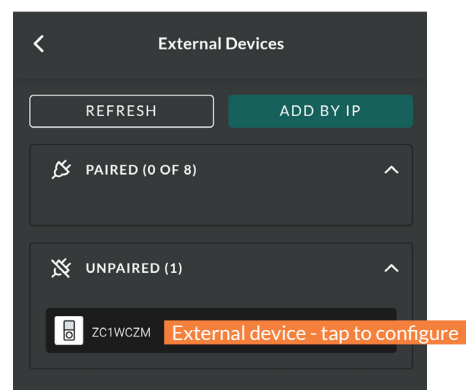 External Devices
REFRESH
ADD BY IP
PAIRED (0 OF 8)
UNPAIRED (1)
ZC1WCZM
External device - tap to configure